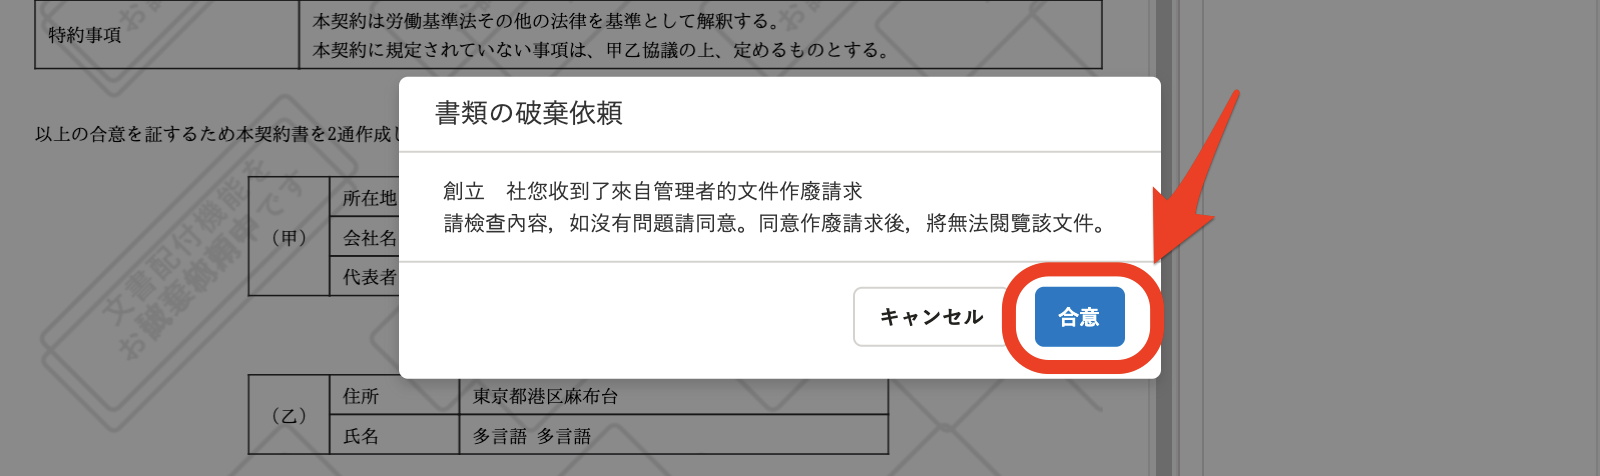 特約事項
本契約は労働基準法その他の法律を基準として解釈する。
本契約に規定されていない事項は、甲乙協議の上、定めるものとする。
以上の合意を証するため本契約書を2通作成し
書類の破棄依頼
創立　社您收到了來自管理者的文件作廢請求
請檢查內容，如沒有問題請同意。同意作廢請求後，將無法閱覽該文件。
キャンセル
合意
（甲）
所在地
会社名
代表者
文書配付機能を
お試し利用中です
（乙）
住所
東京都港区麻布台
氏名
多言語 多言語